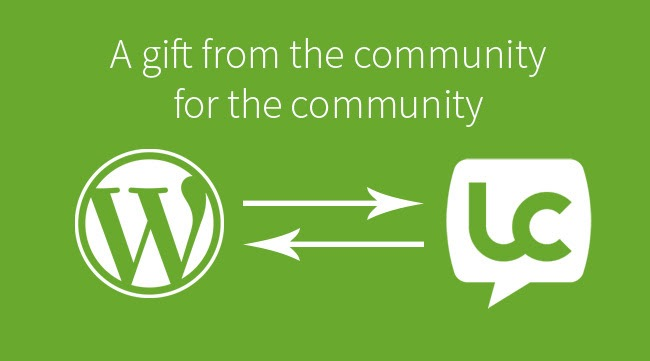 A gift from the community
for the community
W
LC